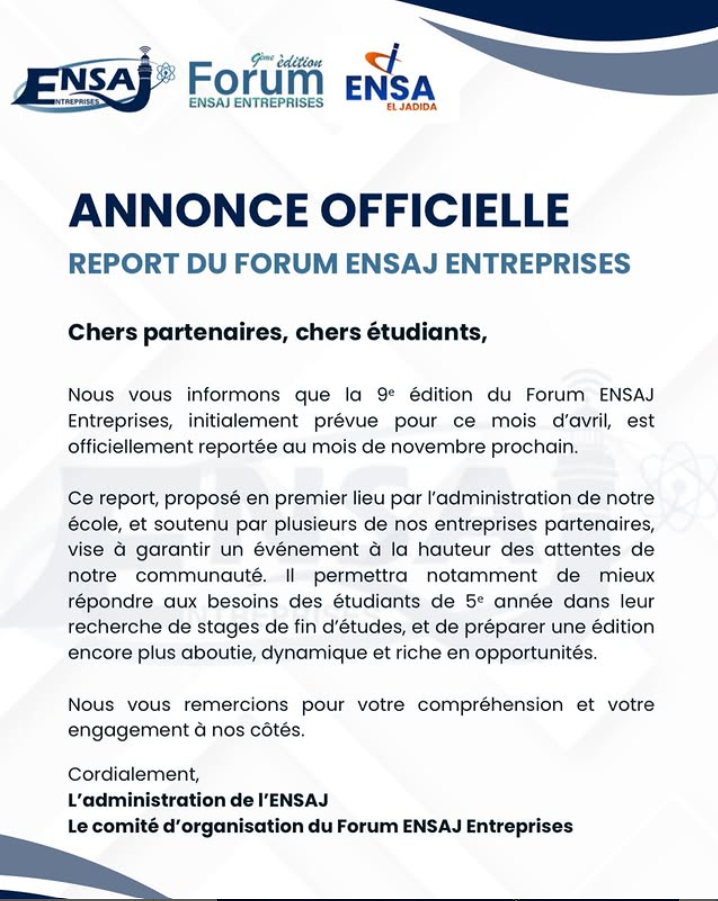 ENSAJ
ENTREPRISES
9ème èdition
Forum
ENSAJ ENTREPRISES
ENSA
EL JADIDA
ANNONCE OFFICIELLE
REPORT DU FORUM ENSAJ ENTREPRISES
Chers partenaires, chers étudiants,
Nous vous informons que la 9ᵉ édition du Forum ENSAJ
Entreprises, initialement prévue pour ce mois d’avril, est
officiellement reportée au mois de novembre prochain.
Ce report, proposé en premier lieu par l’administration de notre
école, et soutenu par plusieurs de nos entreprises partenaires,
vise à garantir un événement à la hauteur des attentes de
notre communauté. Il permettra notamment de mieux
répondre aux besoins des étudiants de 5ᵉ année dans leur
recherche de stages de fin d’études, et de préparer une édition
encore plus aboutie, dynamique et riche en opportunités.
Nous vous remercions pour votre compréhension et votre
engagement à nos côtés.
Cordialement,
L’administration de l’ENSAJ
Le comité d’organisation du Forum ENSAJ Entreprises